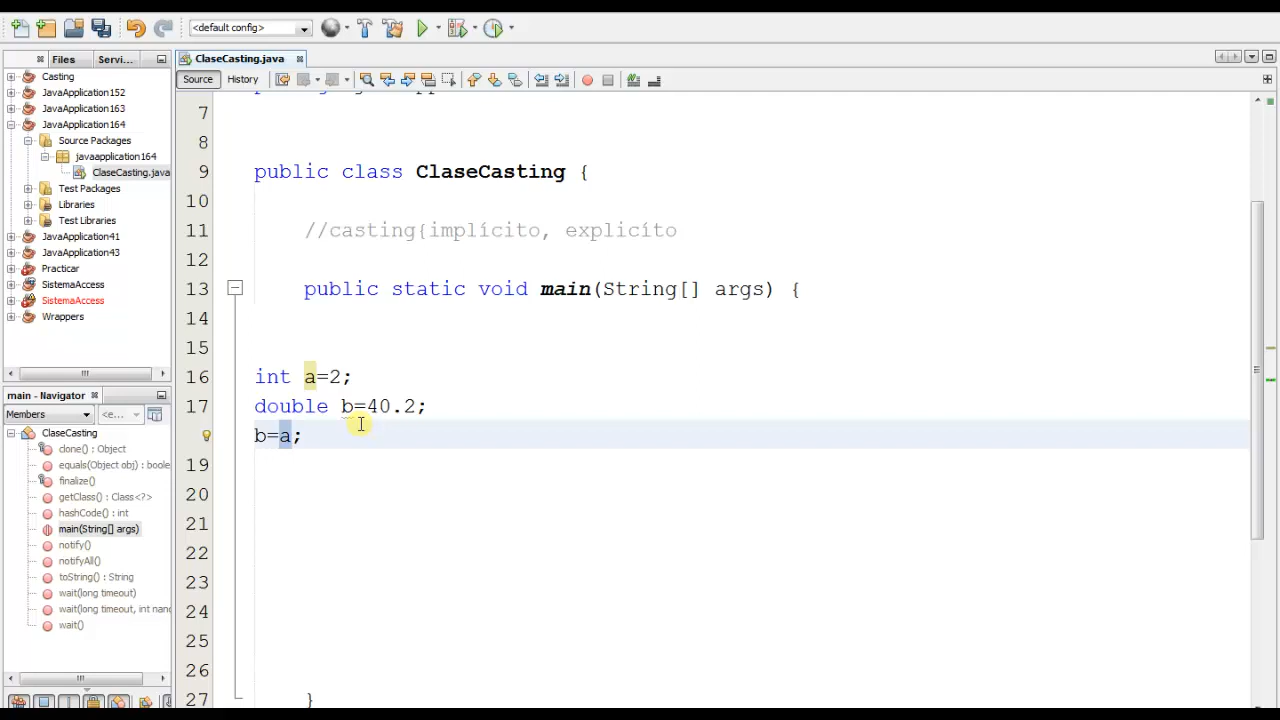 <default config>
Files
Servi...
ClaseCasting.java
Source
History
Casting
JavaApplication152
JavaApplication163
JavaApplication164
Source Packages
javaapplication164
ClaseCasting.java
Test Packages
Libraries
Test Libraries
JavaApplication41
JavaApplication43
Practicar
SistemaAccess
SistemaAccess
Wrappers
main - Navigator
Members
<e...
ClaseCasting
clone() : Object
equals(Object obj) : boole
finalize()
getClass() : Class<?>
hashCode() : int
main(String[] args)
notify()
notifyAll()
toString() : String
wait(long timeout)
wait(long timeout, int nano
wait()
7
8
9 public class ClaseCasting {
10
11 //casting{implícito, explicíto
12
13 public static void main(String[] args) {
14
15
16 int a=2;
17 double b=40.2;
b=a;
19
20
21
22
23
24
25
26
27 }